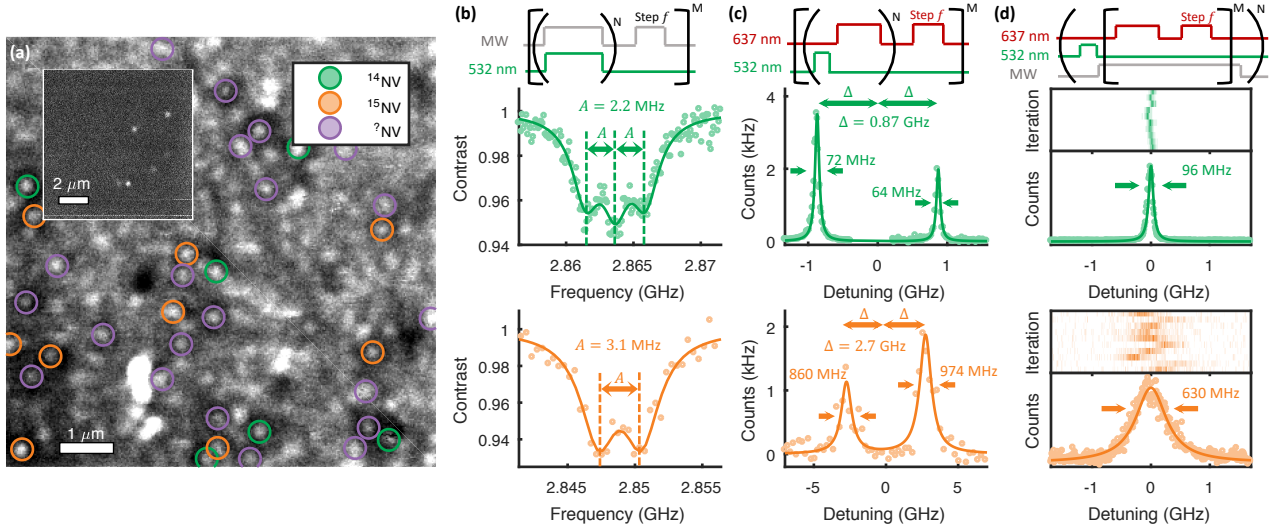 (a)
2 μm
1 μm
¹⁴NV
¹⁵NV
?NV
(b)
MW
532 nm
N
Step f
M
A = 2.2 MHz
A
A
Contrast
1
0.98
0.96
0.94
2.86
2.865
2.87
Frequency (GHz)
A = 3.1 MHz
A
Contrast
1
0.98
0.96
0.94
2.845
2.85
2.855
Frequency (GHz)
(c)
637 nm
532 nm
N
Step f
M
Δ
Δ
Δ = 0.87 GHz
72 MHz
64 MHz
Counts (kHz)
4
2
0
-1
0
1
Detuning (GHz)
Δ
Δ
Δ = 2.7 GHz
860 MHz
974 MHz
Counts (kHz)
2
1
0
-5
0
5
Detuning (GHz)
(d)
637 nm
532 nm
MW
Step f
M
N
Iteration
Counts
96 MHz
-1
0
1
Detuning (GHz)
Iteration
Counts
630 MHz
-1
0
1
Detuning (GHz)